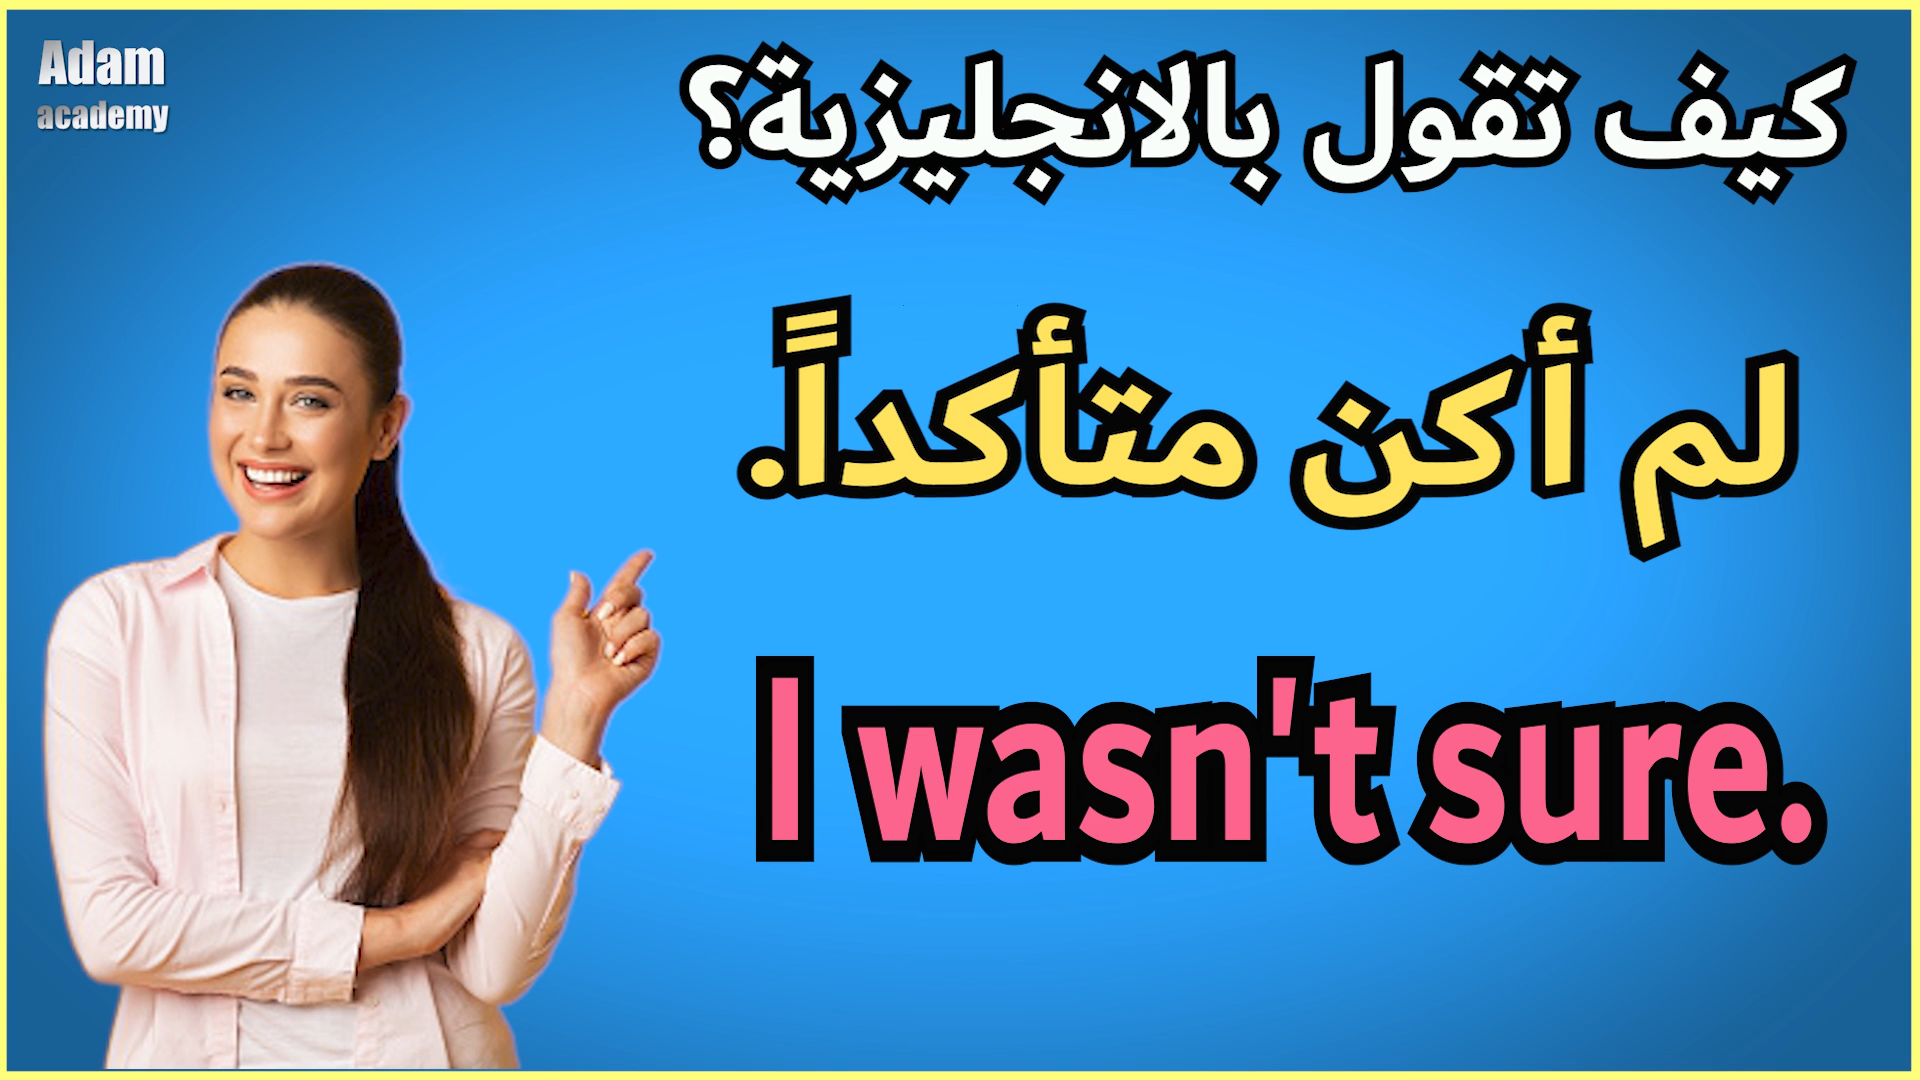 Adam
academy
كيف تقول بالانجليزية؟
لم أكن متأكداً.
I wasn't sure.